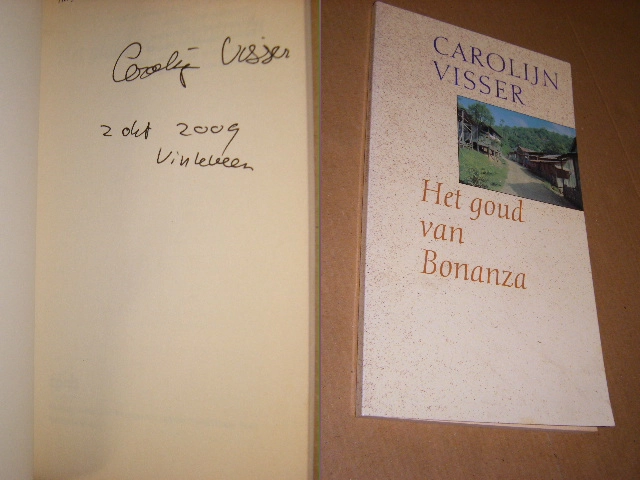 Carolijn Visser
2 okt 2009
Vinkeveen
CAROLIJN
VISSER
Het goud
van
Bonanza